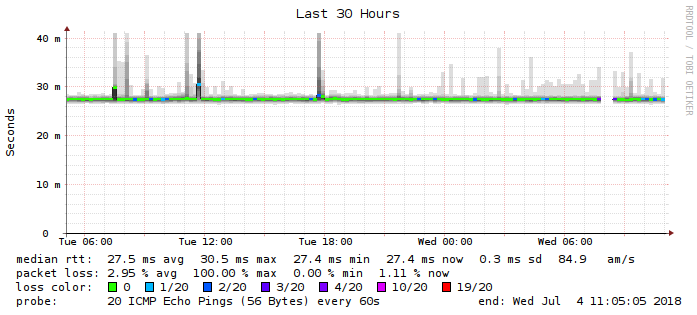 Last 30 Hours
RRDTOOL / TOBI OETIKER
Seconds
40 m
30 m
20 m
10 m
0
Tue 06:00 Tue 12:00 Tue 18:00 Wed 00:00 Wed 06:00
median rtt: 27.5 ms avg 30.5 ms max 27.4 ms min 27.4 ms now 0.3 ms sd 84.9 am/s
packet loss: 2.95 % avg 100.00 % max 0.00 % min 1.11 % now
loss color: 0 1/20 2/20 3/20 4/20 10/20 19/20
probe: 20 ICMP Echo Pings (56 Bytes) every 60s end: Wed Jul 4 11:05:05 2018